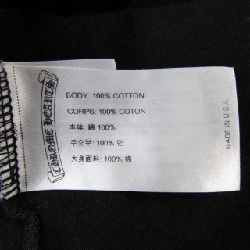 CHROME HEARTS
BODY: 100% COTTON
CORPS: 100% COTON
本体. 綿 100%
주요부: 100% 면
大身面料: 100% 棉
MADE IN U.S.A.